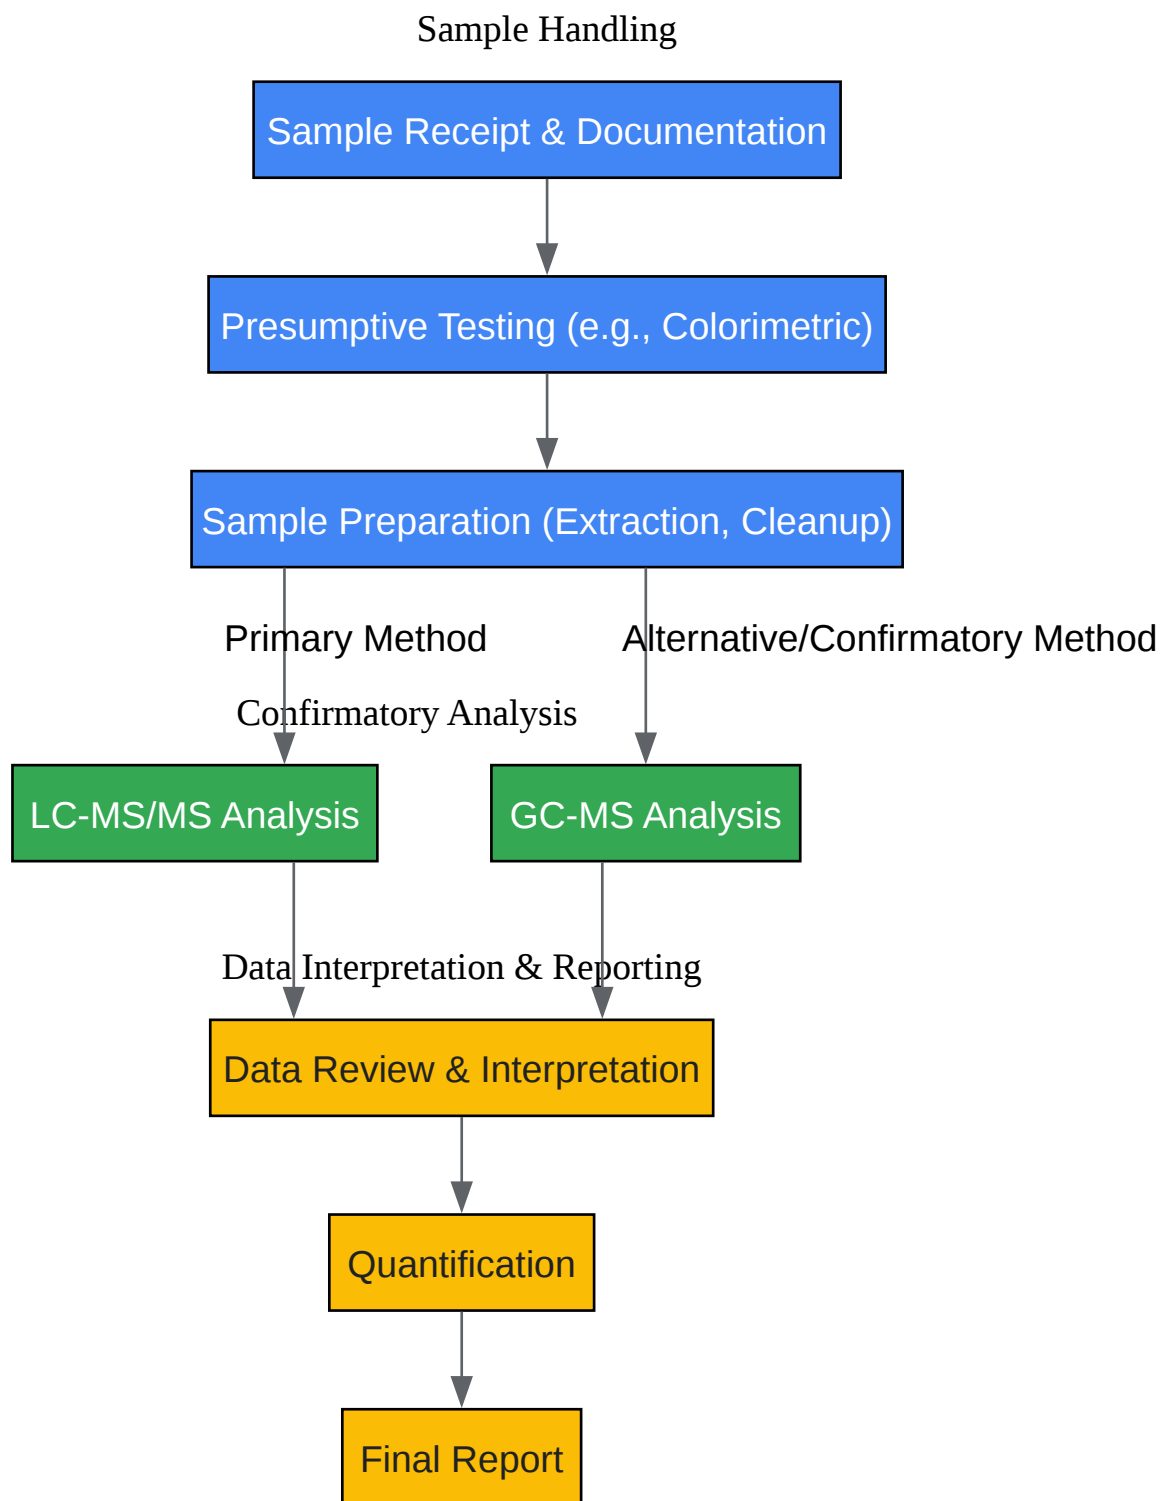 Sample Handling
Sample Receipt & Documentation
Presumptive Testing (e.g., Colorimetric)
Sample Preparation (Extraction, Cleanup)
Primary Method
Alternative/Confirmatory Method
Confirmatory Analysis
LC-MS/MS Analysis
GC-MS Analysis
Data Interpretation & Reporting
Data Review & Interpretation
Quantification
Final Report